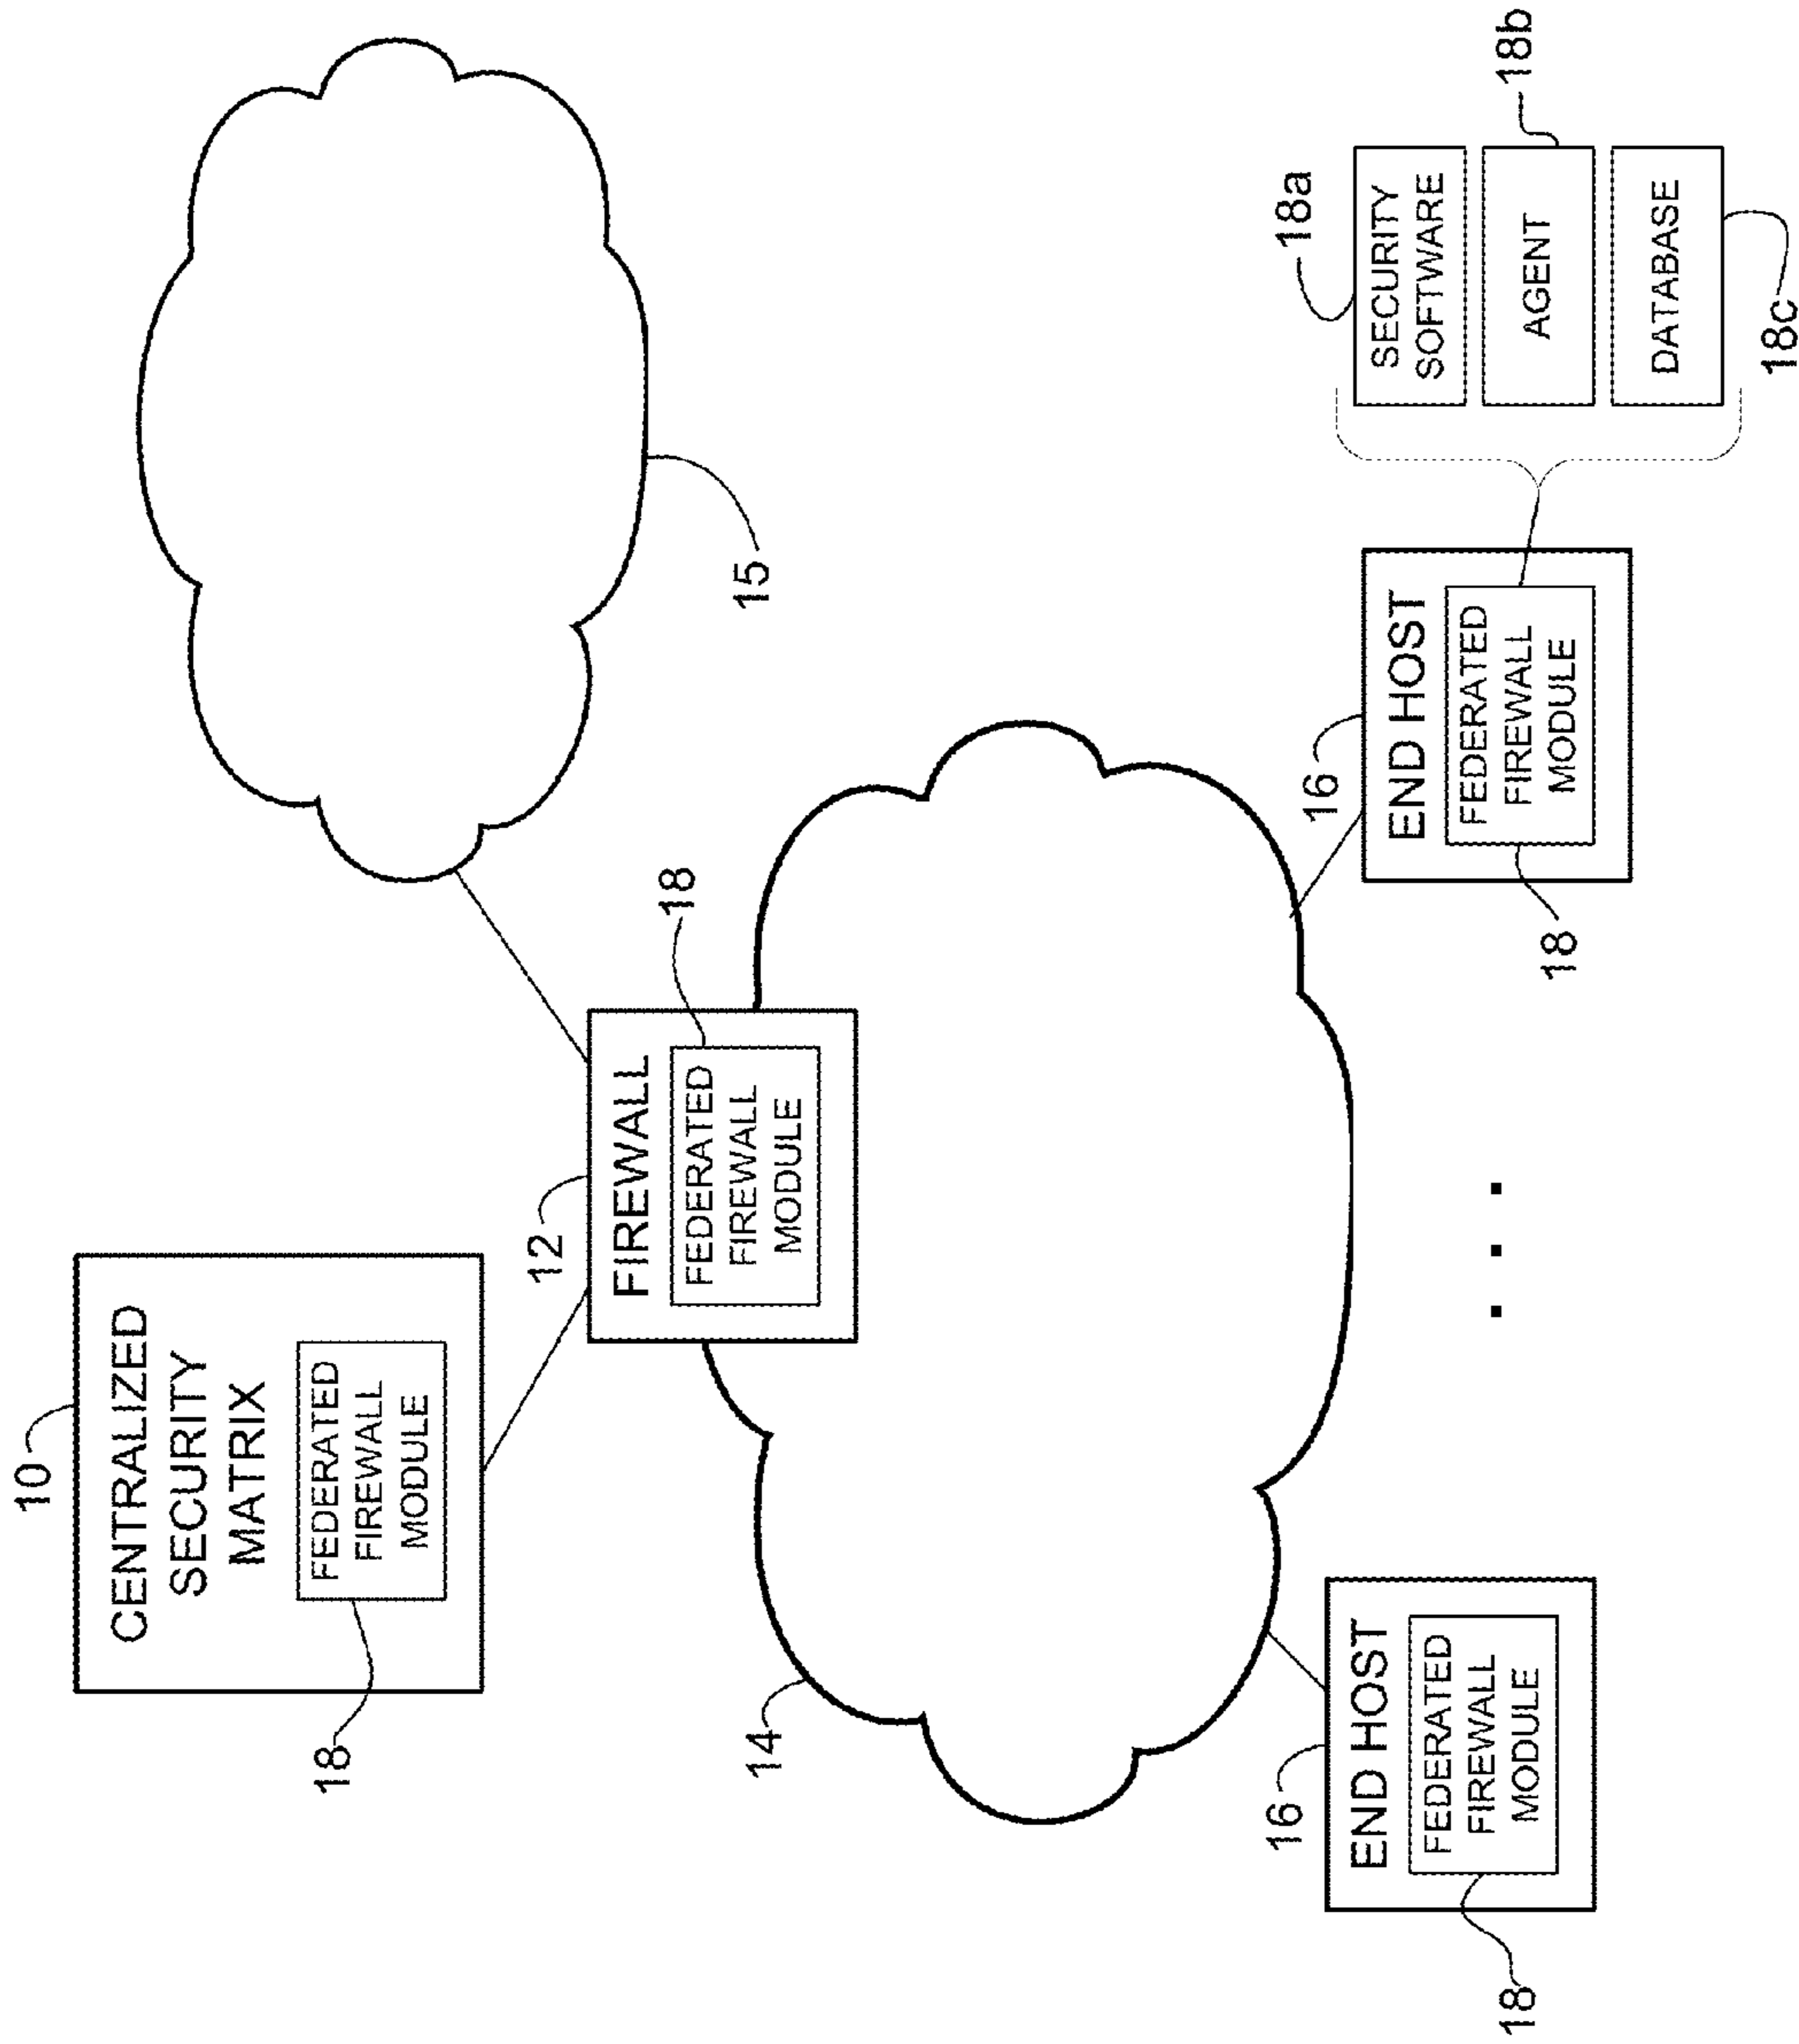 10
CENTRALIZED
SECURITY
MATRIX
FEDERATED
FIREWALL
MODULE
18
15
12
FIREWALL
FEDERATED
FIREWALL
MODULE
18
14
16
END HOST
FEDERATED
FIREWALL
MODULE
18
. . .
16
END HOST
FEDERATED
FIREWALL
MODULE
18
18a
SECURITY
SOFTWARE
AGENT
18b
DATABASE
18c